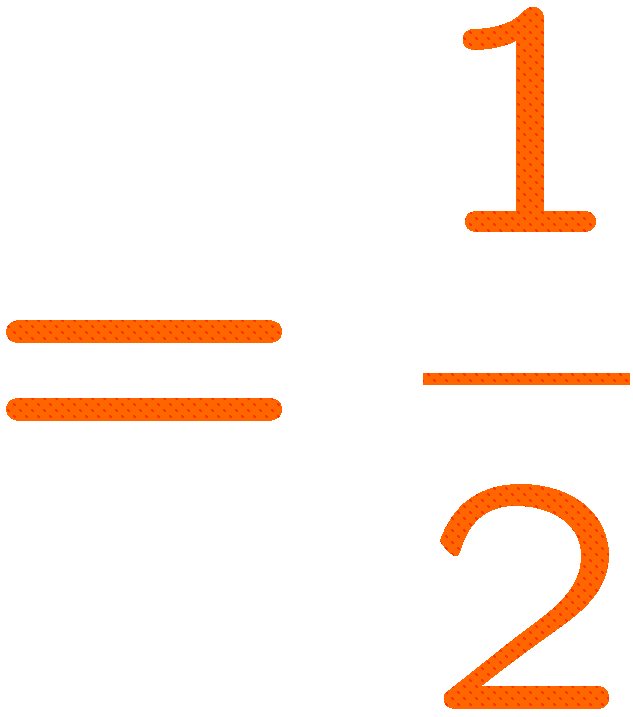 = 1/2